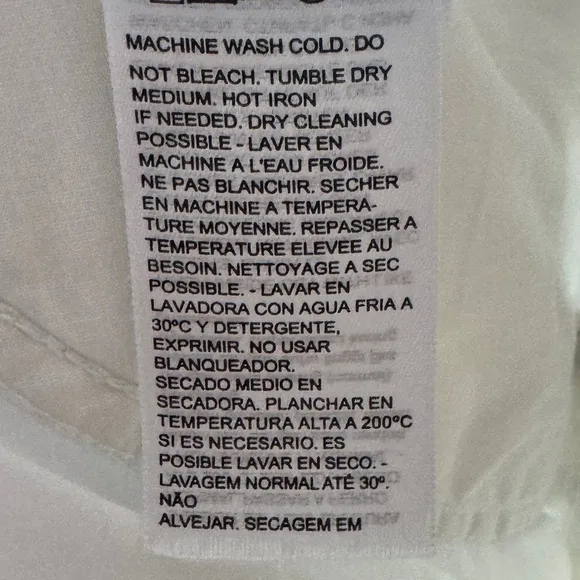 MACHINE WASH COLD. DO
NOT BLEACH. TUMBLE DRY
MEDIUM. HOT IRON
IF NEEDED. DRY CLEANING
POSSIBLE - LAVER EN
MACHINE A L'EAU FROIDE.
NE PAS BLANCHIR. SECHER
EN MACHINE A TEMPERA-
TURE MOYENNE. REPASSER A
TEMPERATURE ELEVEE AU
BESOIN. NETTOYAGE A SEC
POSSIBLE. - LAVAR EN
LAVADORA CON AGUA FRIA A
30ºC Y DETERGENTE,
EXPRIMIR. NO USAR
BLANQUEADOR.
SECADO MEDIO EN
SECADORA. PLANCHAR EN
TEMPERATURA ALTA A 200ºC
SI ES NECESARIO. ES
POSIBLE LAVAR EN SECO. -
LAVAGEM NORMAL ATÉ 30º.
NÃO
ALVEJAR. SECAGEM EM